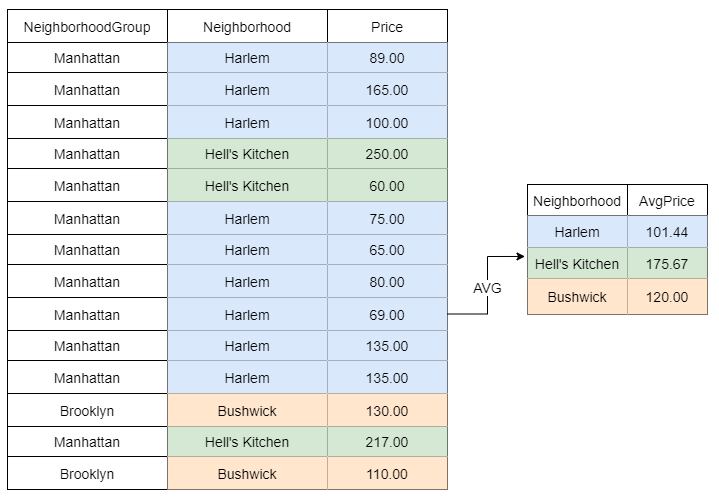 NeighborhoodGroup Neighborhood Price
Manhattan Harlem 89.00
Manhattan Harlem 165.00
Manhattan Harlem 100.00
Manhattan Hell's Kitchen 250.00
Manhattan Hell's Kitchen 60.00
Manhattan Harlem 75.00
Manhattan Harlem 65.00
Manhattan Harlem 80.00
Manhattan Harlem 69.00
Manhattan Harlem 135.00
Manhattan Harlem 135.00
Brooklyn Bushwick 130.00
Manhattan Hell's Kitchen 217.00
Brooklyn Bushwick 110.00
AVG
Neighborhood AvgPrice
Harlem 101.44
Hell's Kitchen 175.67
Bushwick 120.00